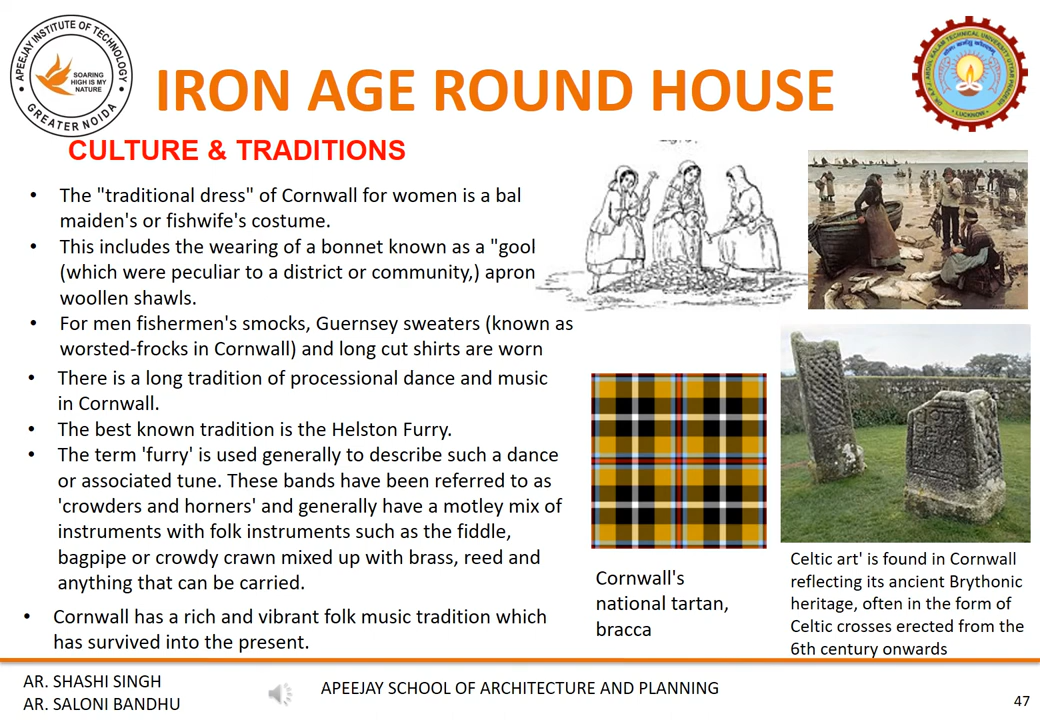 APEEJAY INSTITUTE OF TECHNOLOGY
SOARING
HIGH IS MY
NATURE
GREATER NOIDA
IRON AGE ROUND HOUSE
DR. A.P.J. ABDUL KALAM TECHNICAL UNIVERSITY UTTAR PRADESH
LUCKNOW
CULTURE & TRADITIONS
• The "traditional dress" of Cornwall for women is a bal
maiden's or fishwife's costume.
• This includes the wearing of a bonnet known as a "gool
(which were peculiar to a district or community,) apron
woollen shawls.
• For men fishermen's smocks, Guernsey sweaters (known as
worsted-frocks in Cornwall) and long cut shirts are worn
• There is a long tradition of processional dance and music
in Cornwall.
• The best known tradition is the Helston Furry.
• The term 'furry' is used generally to describe such a dance
or associated tune. These bands have been referred to as
'crowders and horners' and generally have a motley mix of
instruments with folk instruments such as the fiddle,
bagpipe or crowdy crawn mixed up with brass, reed and
anything that can be carried.
• Cornwall has a rich and vibrant folk music tradition which
has survived into the present.
Cornwall's
national tartan,
bracca
Celtic art' is found in Cornwall
reflecting its ancient Brythonic
heritage, often in the form of
Celtic crosses erected from the
6th century onwards
AR. SHASHI SINGH
AR. SALONI BANDHU
APEEJAY SCHOOL OF ARCHITECTURE AND PLANNING
47